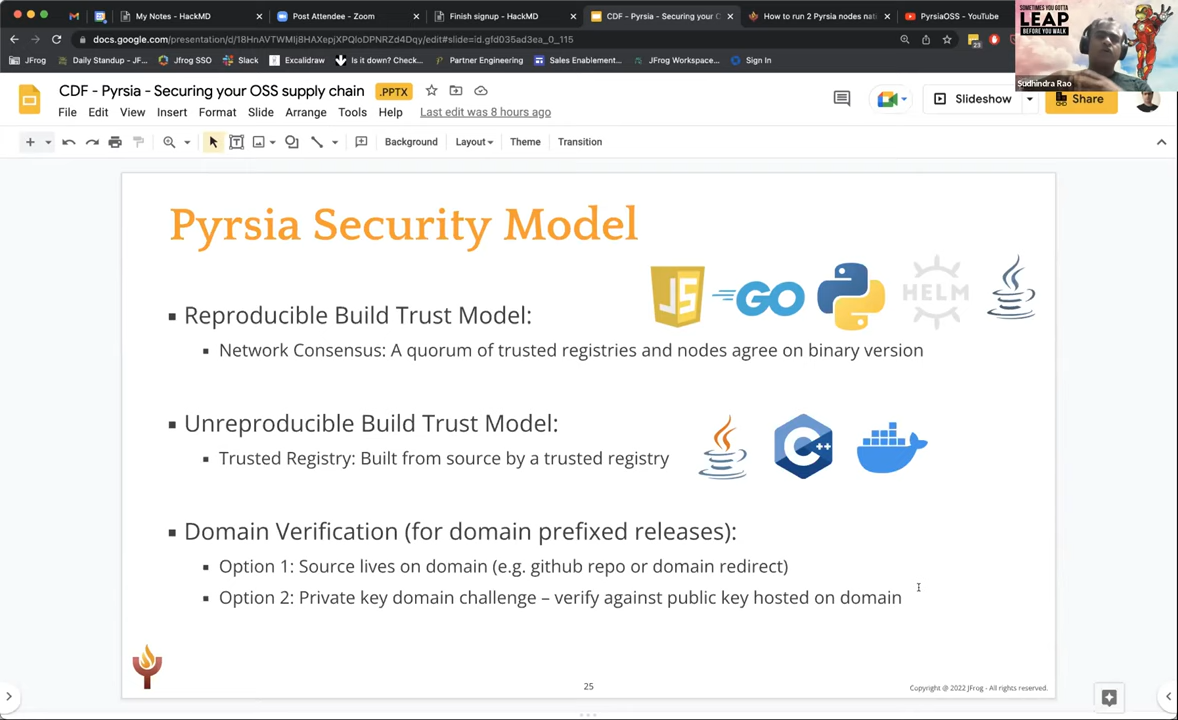 My Notes - HackMD
Post Attendee - Zoom
Finish signup - HackMD
CDF - Pyrsia - Securing your
How to run 2 Pyrsia nodes nat
PyrsiaOSS - YouTube
docs.google.com/presentation/d/18HnAVTWMIj8HAXepjXPQloDPNRZd4Dqy/edit#slide=id.gfd035ad3ea_0_115
23
JFrog
Daily Standup - JF...
Jfrog SSO
Slack
Excalidraw
Is it down? Check...
Partner Engineering
Sales Enablement...
JFrog Workspace...
Sign In
SOMETIMES YOU GOTTA
LEAP
BEFORE YOU WALK
Sudhindra Rao
CDF - Pyrsia - Securing your OSS supply chain
.PPTX
File Edit View Insert Format Slide Arrange Tools Help Last edit was 8 hours ago
Slideshow
Share
Background Layout Theme Transition
Pyrsia Security Model
JS
GO
HELM
Reproducible Build Trust Model:
Network Consensus: A quorum of trusted registries and nodes agree on binary version
Unreproducible Build Trust Model:
C++
Trusted Registry: Built from source by a trusted registry
Domain Verification (for domain prefixed releases):
Option 1: Source lives on domain (e.g. github repo or domain redirect)
Option 2: Private key domain challenge – verify against public key hosted on domain
25
Copyright @ 2022 JFrog - All rights reserved.